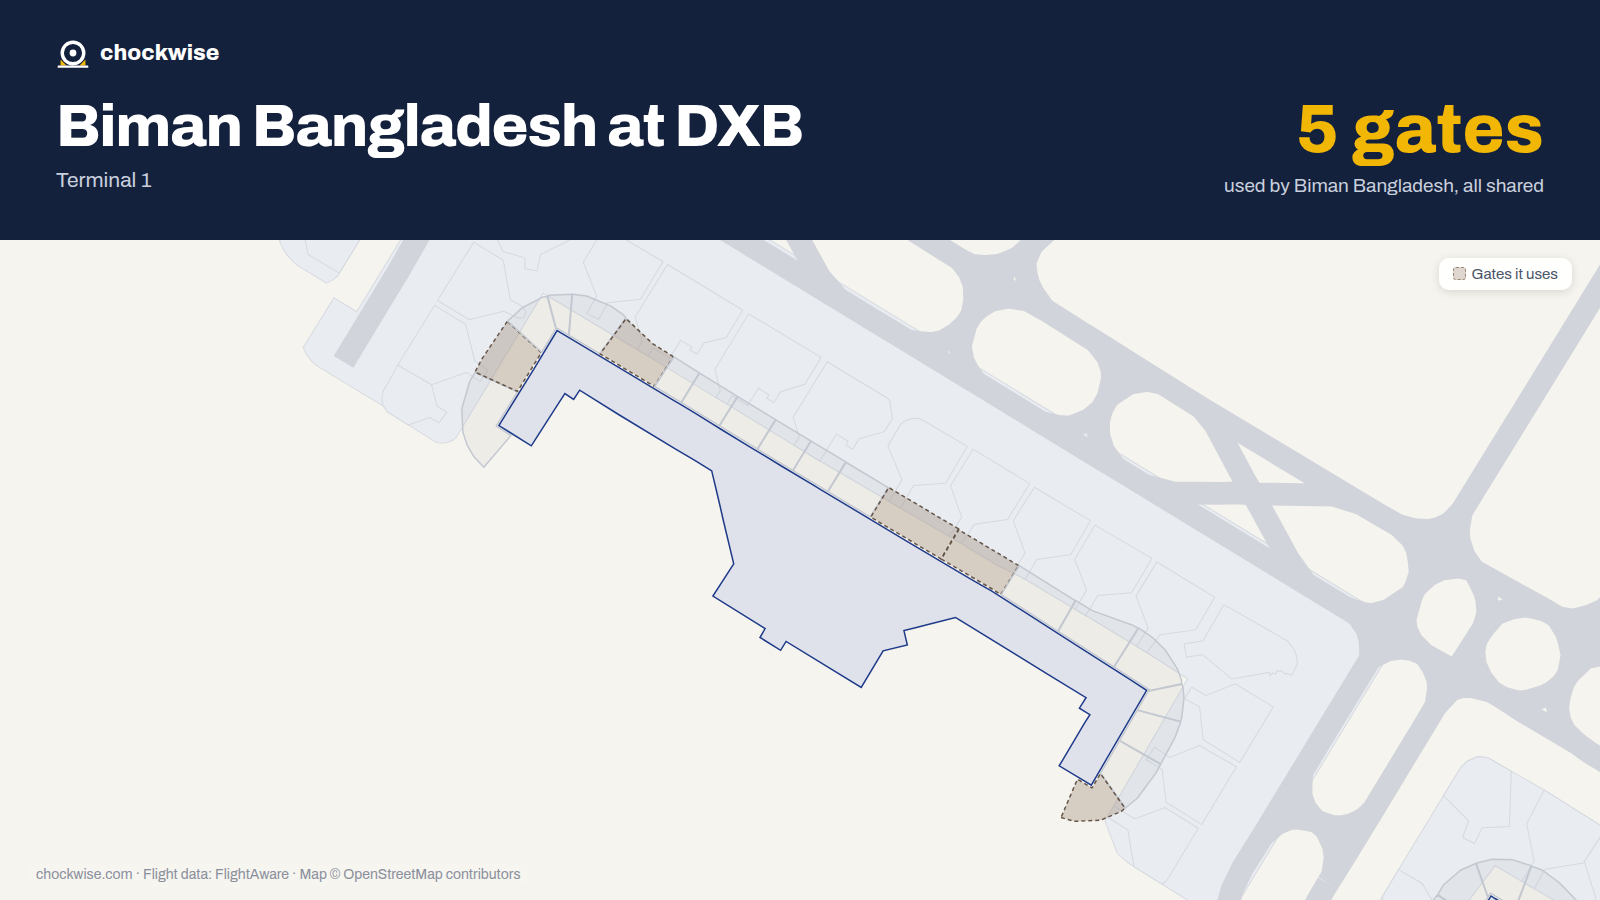 chockwise
Biman Bangladesh at DXB
Terminal 1
5 gates
used by Biman Bangladesh, all shared
Gates it uses
chockwise.com · Flight data: FlightAware · Map © OpenStreetMap contributors